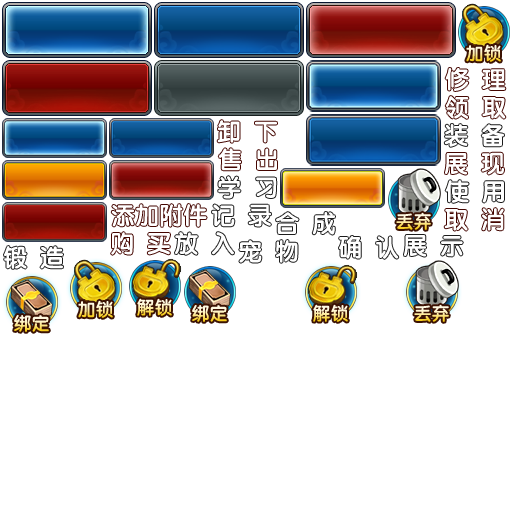 加锁
修 理
领 取
装 备
展 现
使 用
取 消
卸 下
售 出
学 习
丢弃
添加附件
记 录
合 成
购 买
放 入
宠 物
确 认
展 示
锻 造
绑定
加锁
解锁
绑定
解锁
丢弃